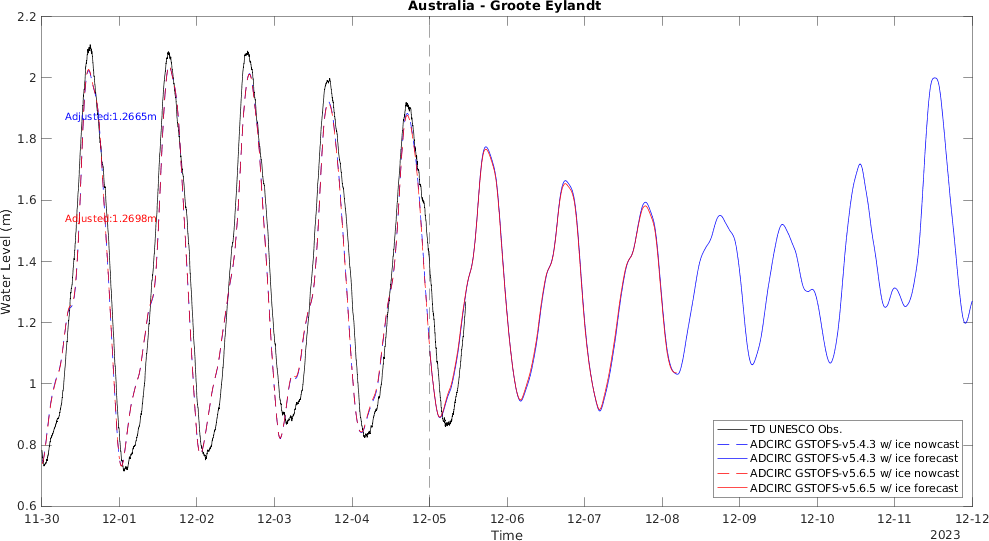 Australia - Groote Eylandt
2.2
2
1.8
1.6
1.4
1.2
1
0.8
0.6
Water Level (m)
Adjusted:1.2665m
Adjusted:1.2698m
TD UNESCO Obs.
ADCIRC GSTOFS-v5.4.3 w/ ice nowcast
ADCIRC GSTOFS-v5.4.3 w/ ice forecast
ADCIRC GSTOFS-v5.6.5 w/ ice nowcast
ADCIRC GSTOFS-v5.6.5 w/ ice forecast
11-30 12-01 12-02 12-03 12-04 12-05 12-06 12-07 12-08 12-09 12-10 12-11 12-12
Time
2023